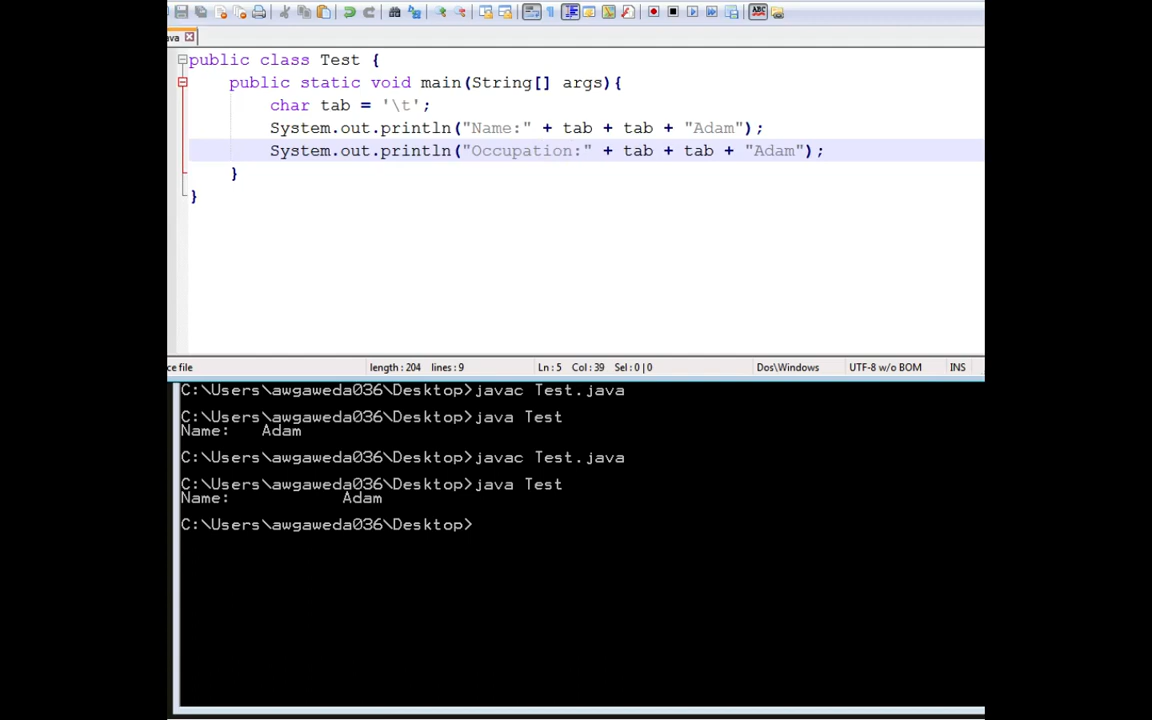 ABC
ava
public class Test {
public static void main(String[] args){
char tab = '\t';
System.out.println("Name:" + tab + tab + "Adam");
System.out.println("Occupation:" + tab + tab + "Adam");
}
}
ce file length : 204 lines : 9 Ln : 5 Col : 39 Sel : 0 | 0 Dos\Windows UTF-8 w/o BOM INS
C:\Users\awgaweda036\Desktop>javac Test.java
C:\Users\awgaweda036\Desktop>java Test
Name: Adam
C:\Users\awgaweda036\Desktop>javac Test.java
C:\Users\awgaweda036\Desktop>java Test
Name: Adam
C:\Users\awgaweda036\Desktop>